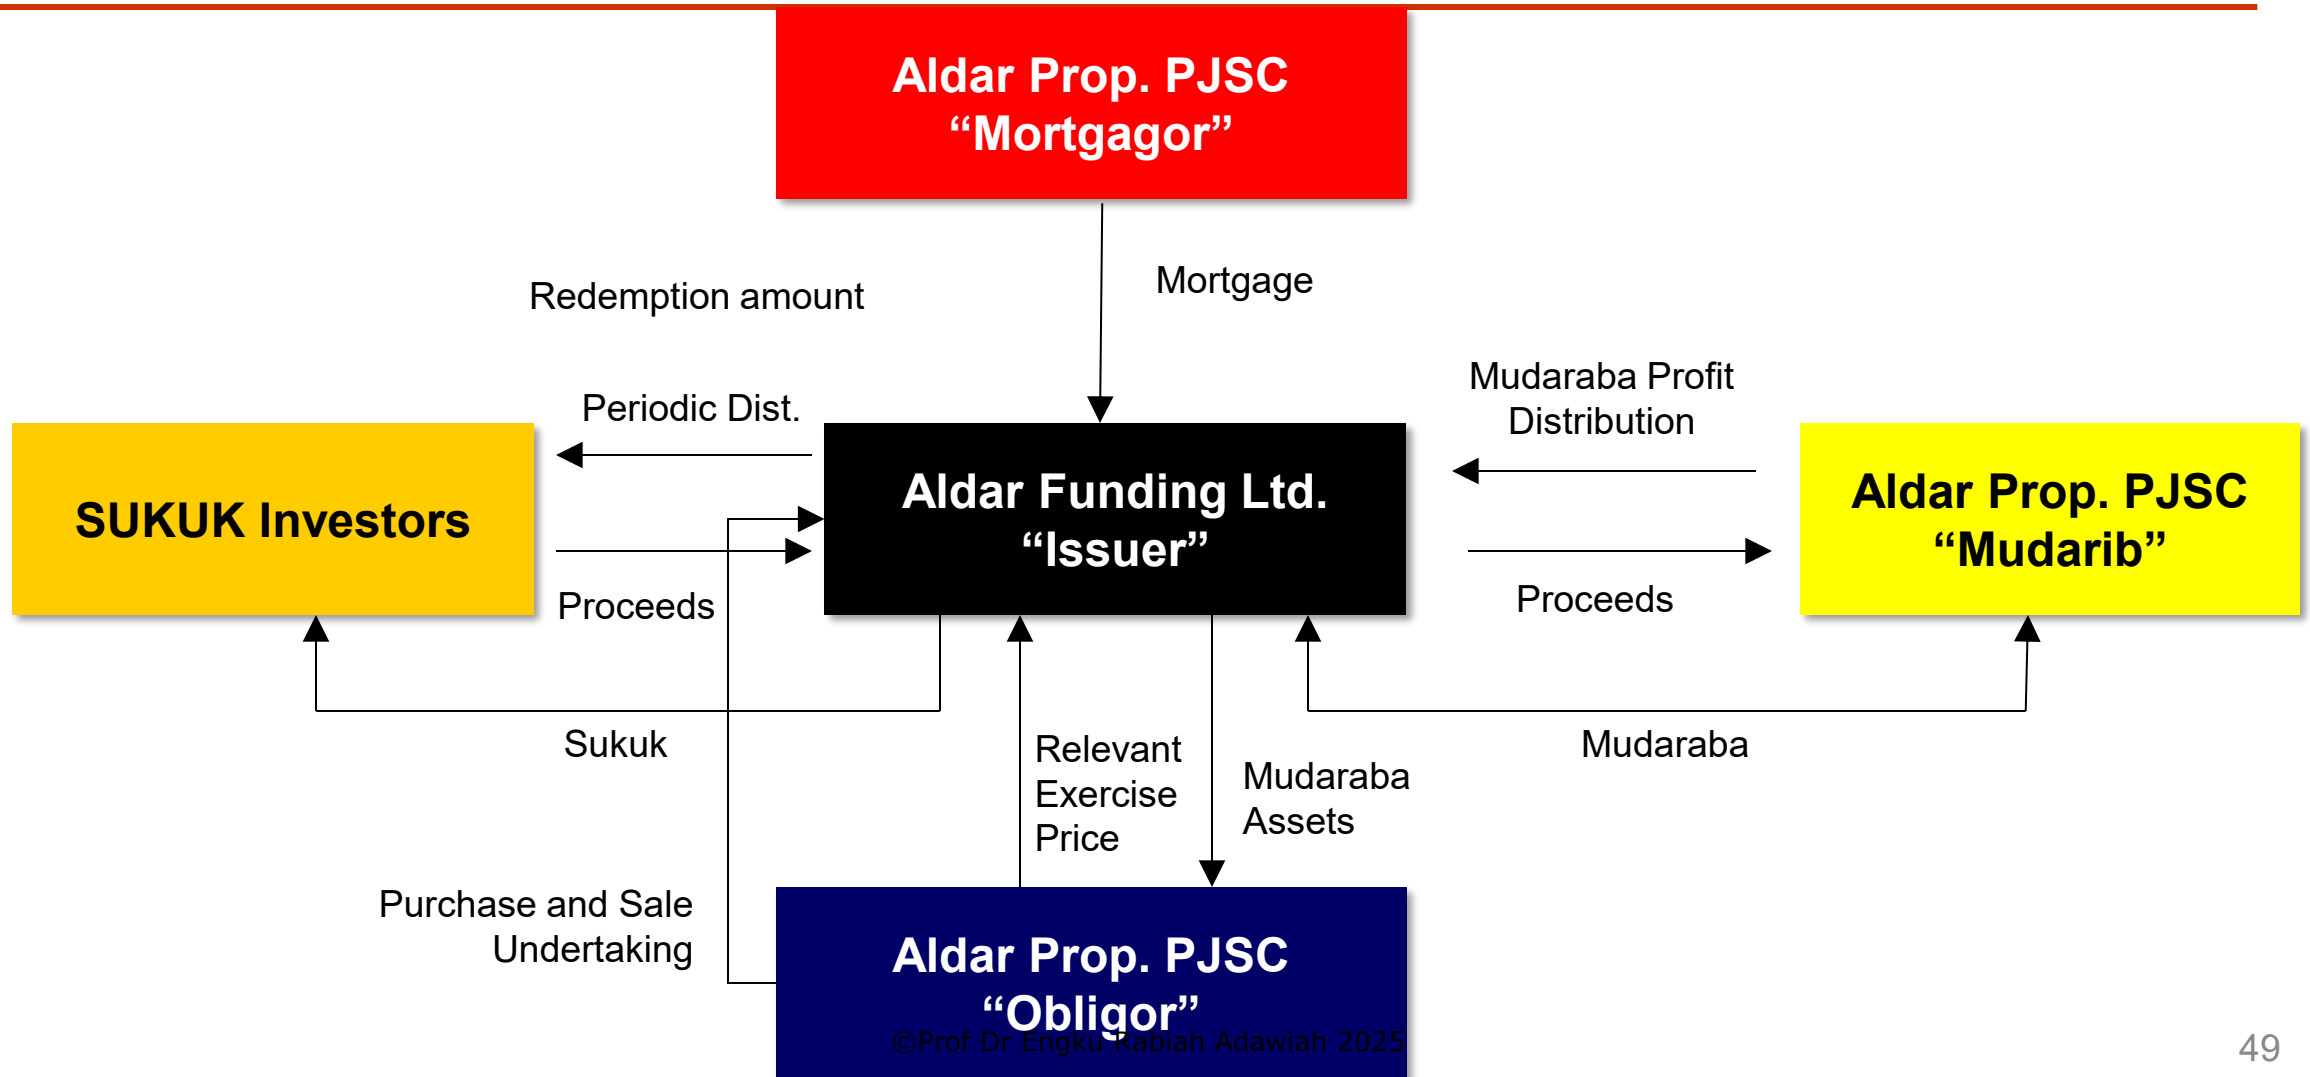 Aldar Prop. PJSC
“Mortgagor”
Redemption amount
Mortgage
Periodic Dist.
Mudaraba Profit
Distribution
SUKUK Investors
Aldar Funding Ltd.
“Issuer”
Aldar Prop. PJSC
“Mudarib”
Proceeds
Proceeds
Sukuk
Relevant
Exercise
Price
Mudaraba
Assets
Mudaraba
Purchase and Sale
Undertaking
Aldar Prop. PJSC
“Obligor”
©Prof Dr Engku Rabiah Adawiah 2025
49